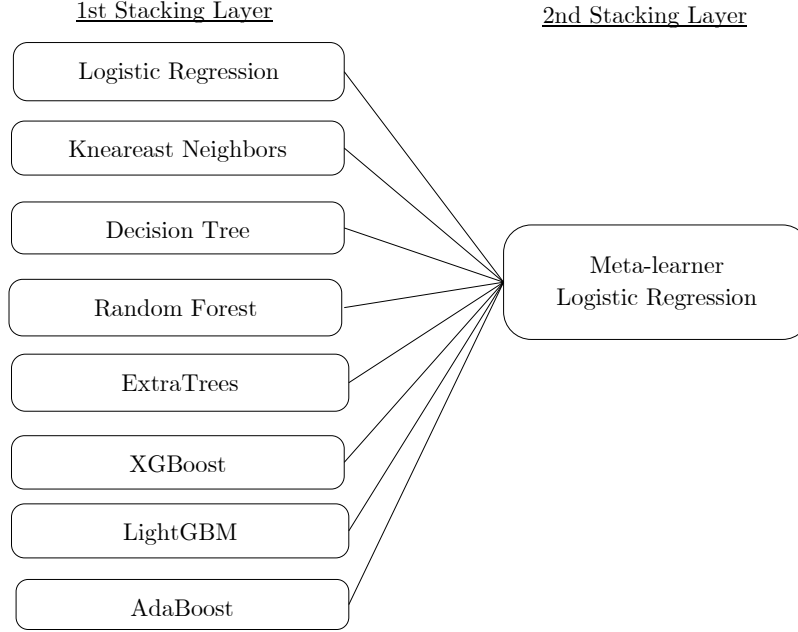 1st Stacking Layer
2nd Stacking Layer
Logistic Regression
Kneareast Neighbors
Decision Tree
Random Forest
ExtraTrees
XGBoost
LightGBM
AdaBoost
Meta-learner
Logistic Regression